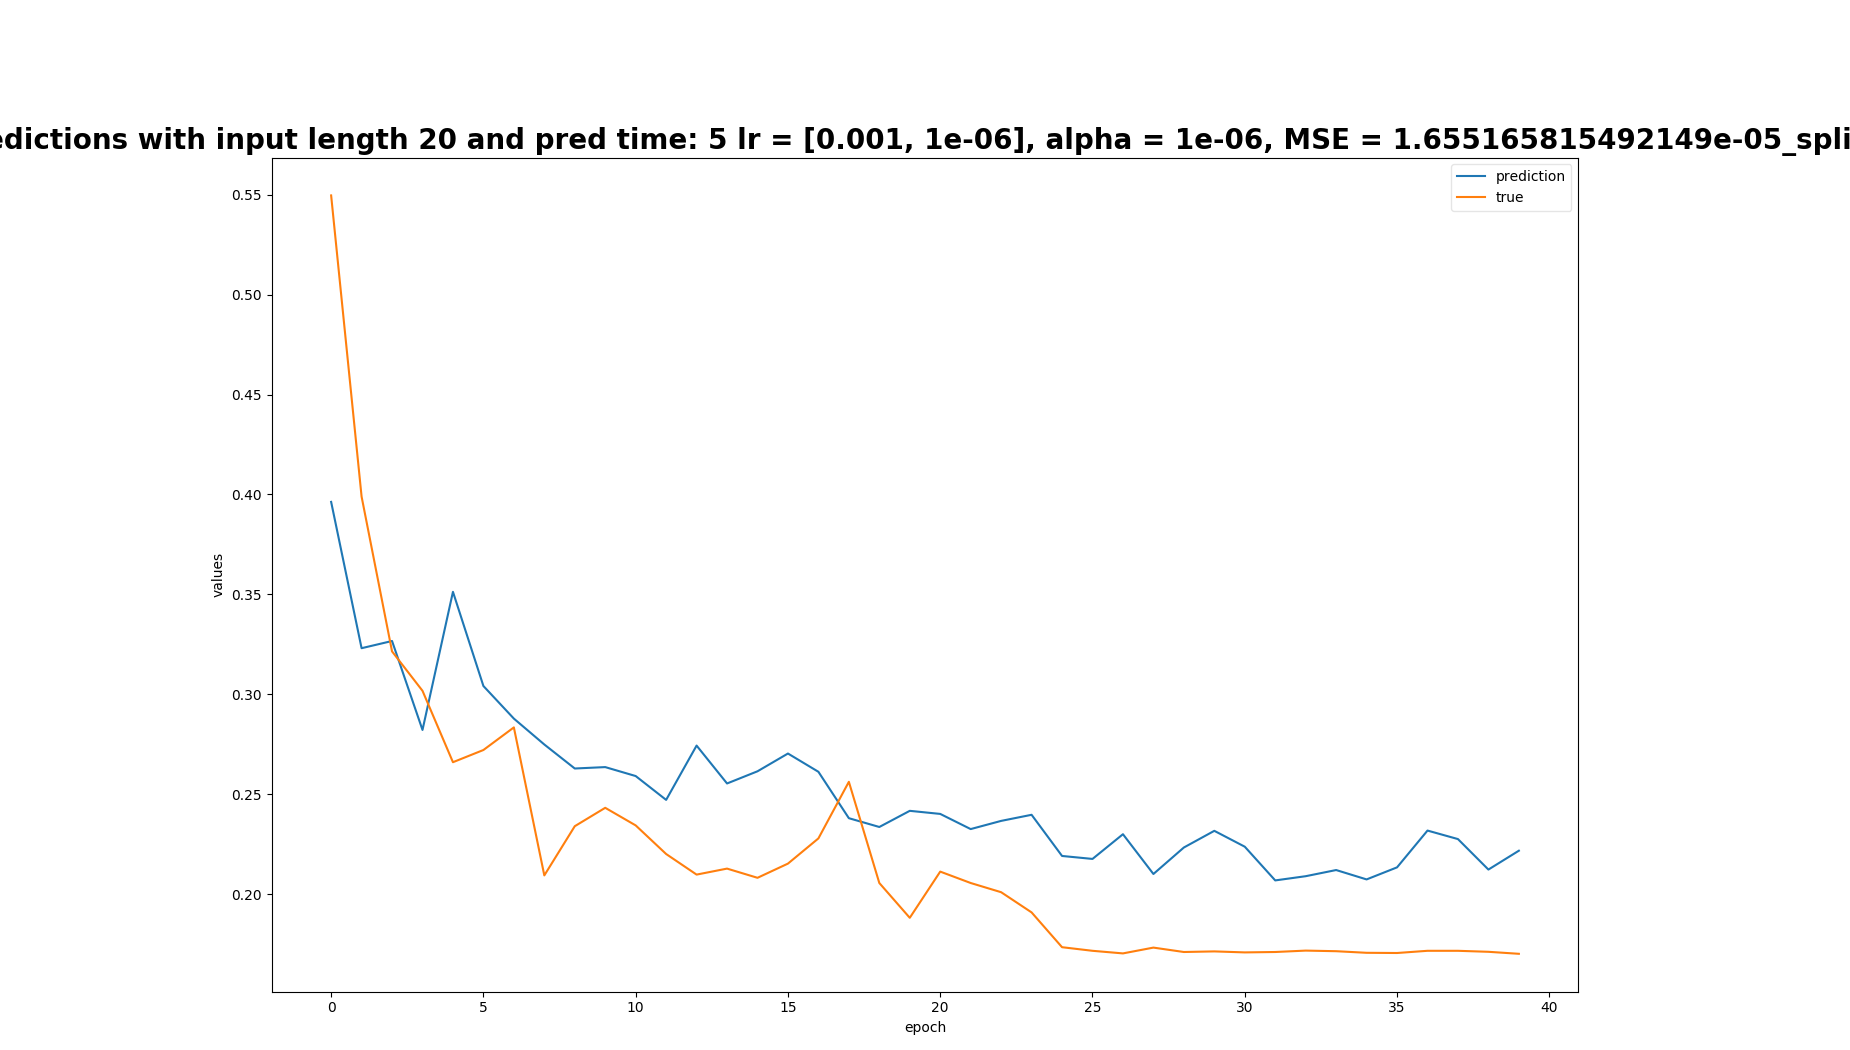 with input length 20 and pred time: 5 lr = [0.001, 1e-06], alpha = 1e-06, MSE = 1.655165815492149e-05_spli
prediction
true
0.55
0.50
0.45
0.40
0.35
0.30
0.25
0.20
values
0 5 10 15 20 25 30 35 40
epoch